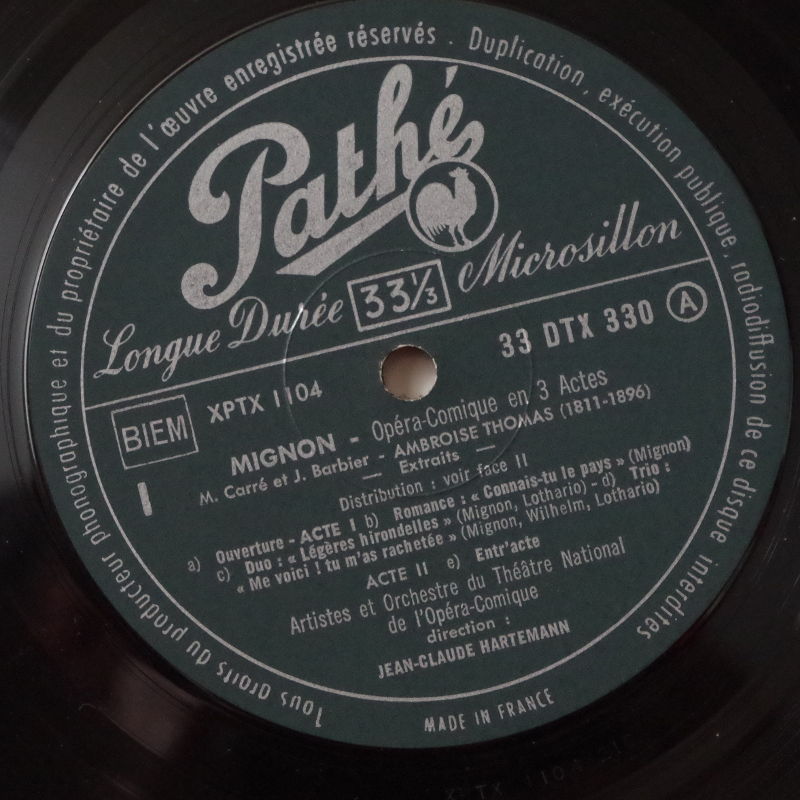 Tous droits du producteur phonographique et du propriétaire de l'œuvre enregistrée réservés . Duplication, exécution publique, radiodiffusion de ce disque interdites
Pathé
Longue Durée 33 1/3 Microsillon
33 DTX 330 A
BIEM XPTX 1104
I
MIGNON - Opéra-Comique en 3 Actes
M. Carré et J. Barbier - AMBROISE THOMAS (1811-1896)
— Extraits —
Distribution : voir face II
a) Ouverture - ACTE I b) Romance : « Connais-tu le pays » (Mignon)
c) Duo : « Légères hirondelles » (Mignon, Lothario) - d) Trio :
« Me voici ! tu m'as rachetée » (Mignon, Wilhelm, Lothario)
ACTE II e) Entr'acte
Artistes et Orchestre du Théâtre National
de l'Opéra-Comique
direction :
JEAN-CLAUDE HARTEMANN
MADE IN FRANCE